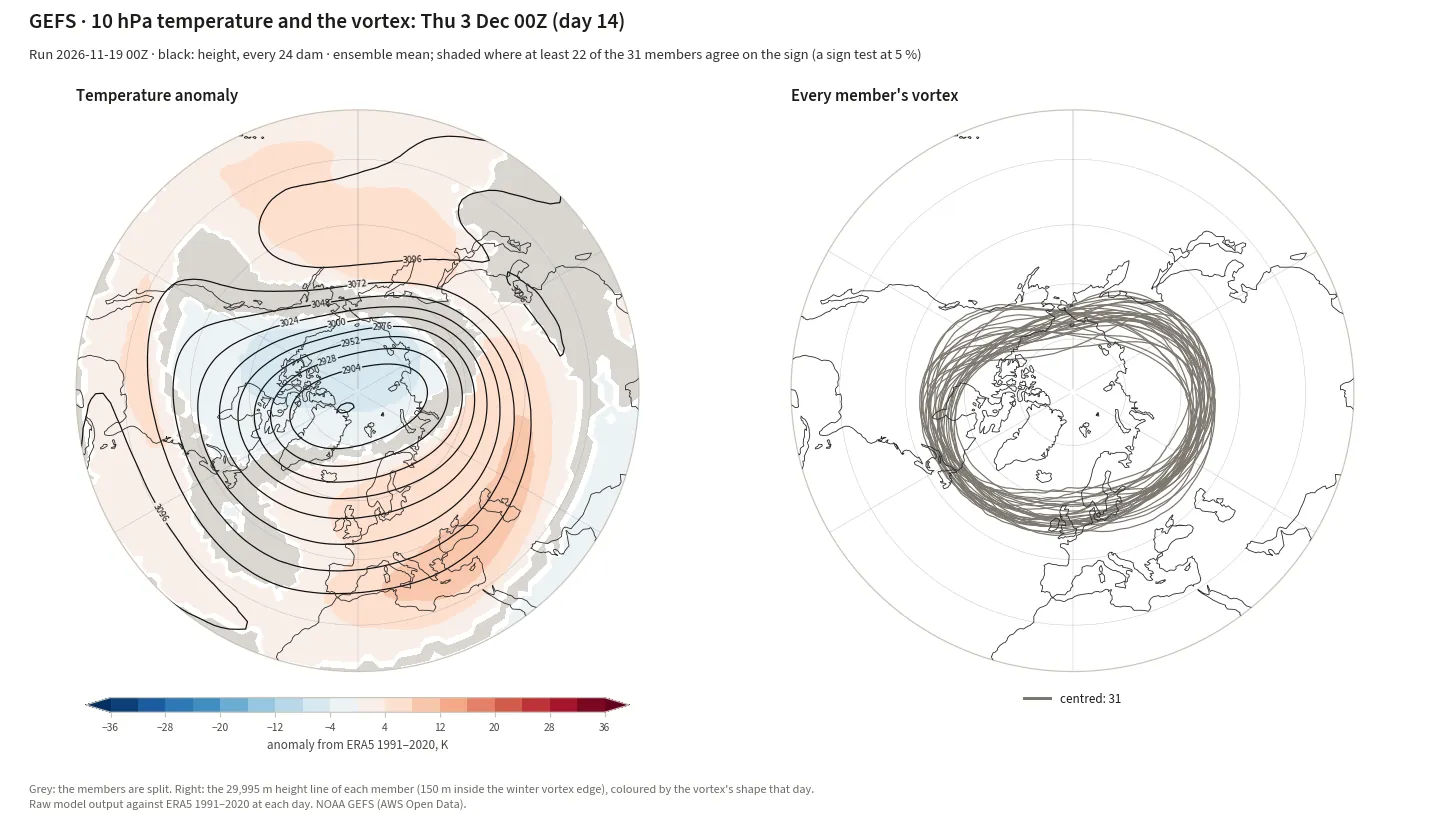 GEFS · 10 hPa temperature and the vortex: Thu 3 Dec 00Z (day 14)
Run 2026-11-19 00Z · black: height, every 24 dam · ensemble mean; shaded where at least 22 of the 31 members agree on the sign (a sign test at 5 %)
Temperature anomaly
Every member's vortex
3096
3072
3048
3024
3000
2976
2952
2928
2904
3096
centred: 31
−36
−28
−20
−12
−4
4
12
20
28
36
anomaly from ERA5 1991–2020, K
Grey: the members are split. Right: the 29,995 m height line of each member (150 m inside the winter vortex edge), coloured by the vortex's shape that day.
Raw model output against ERA5 1991–2020 at each day. NOAA GEFS (AWS Open Data).